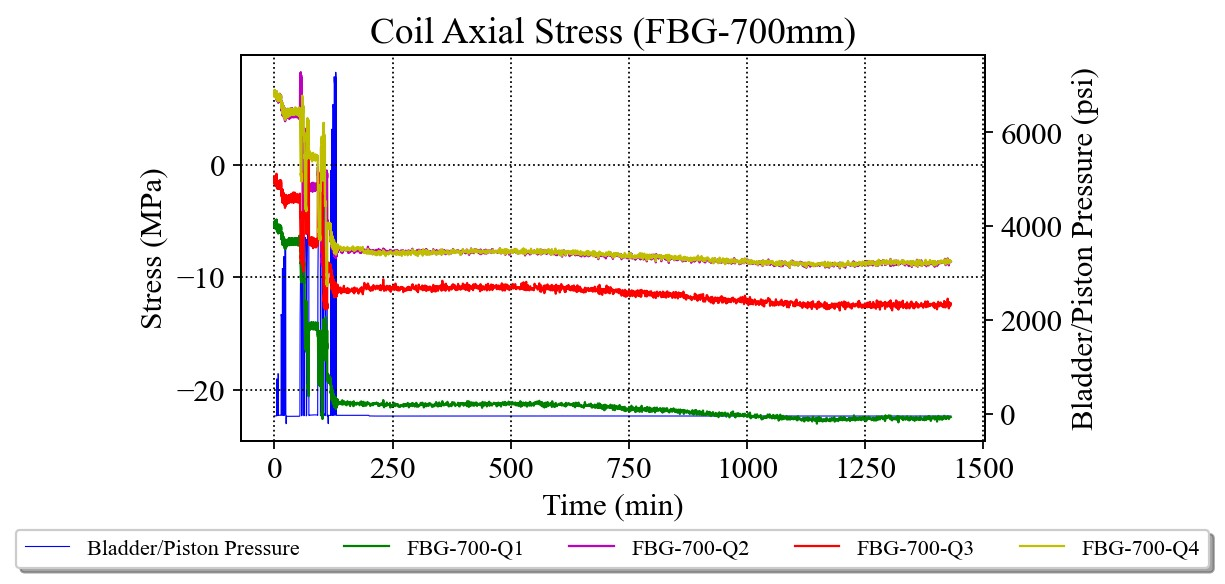 Coil Axial Stress (FBG-700mm)
Stress (MPa)
0
−10
−20
6000
4000
2000
0
Bladder/Piston Pressure (psi)
0 250 500 750 1000 1250 1500
Time (min)
Bladder/Piston Pressure FBG-700-Q1 FBG-700-Q2 FBG-700-Q3 FBG-700-Q4